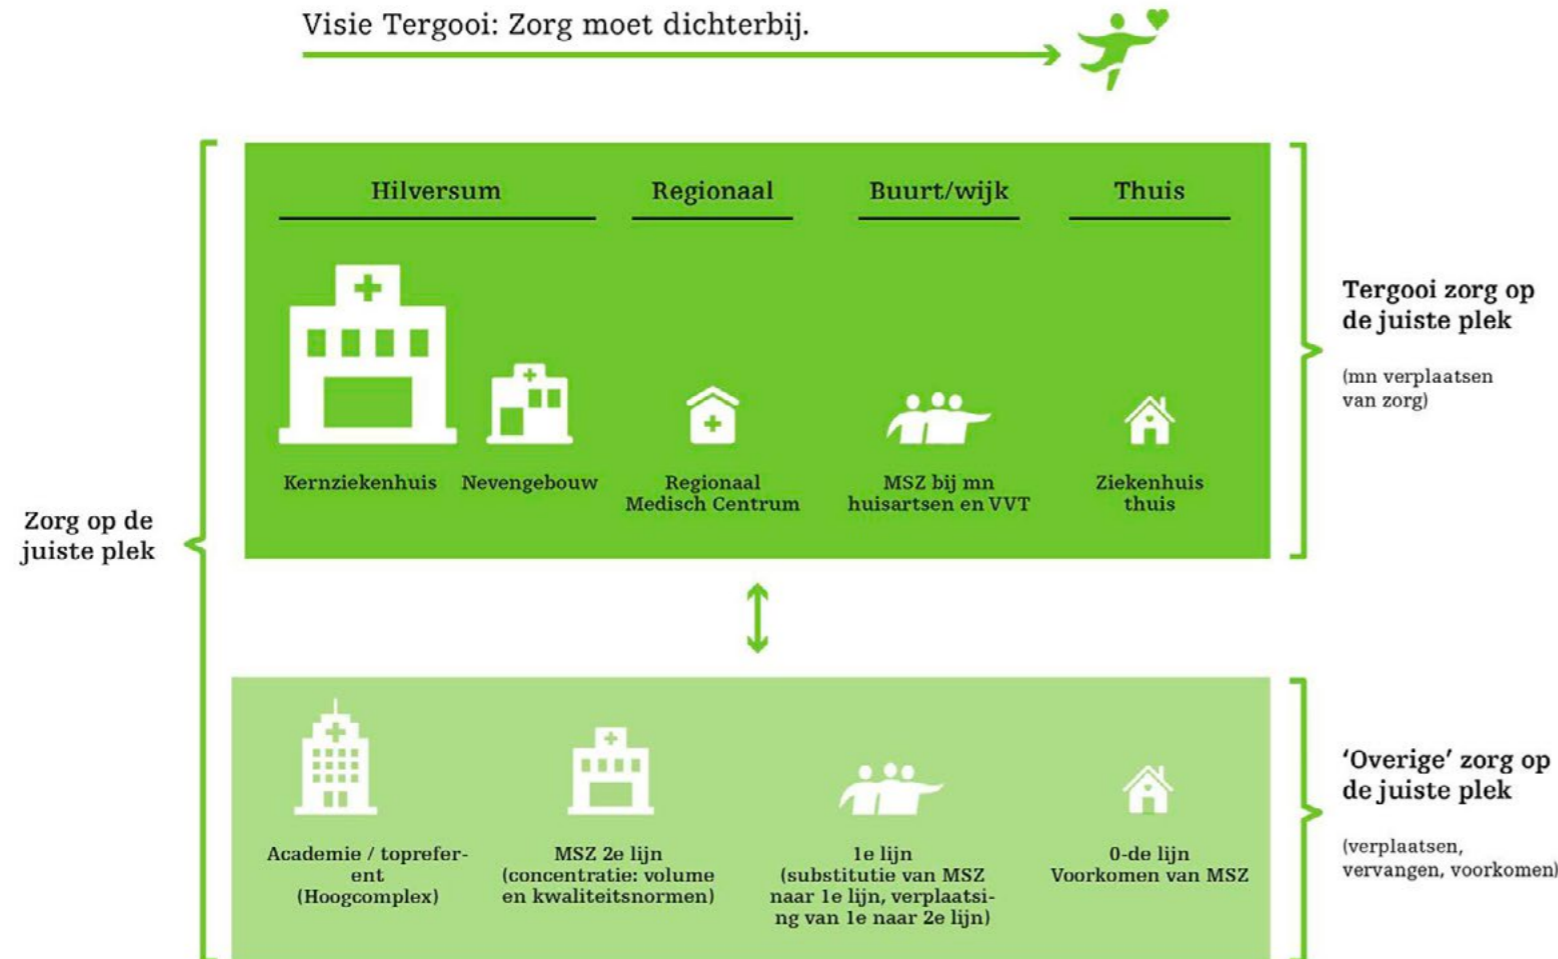 Visie Tergooi: Zorg moet dichterbij.
Hilversum
Regionaal
Buurt/wijk
Thuis
Kernziekenhuis
Nevengebouw
Regionaal
Medisch Centrum
MSZ bij mn
huisartsen en VVT
Ziekenhuis
thuis
Tergooi zorg op
de juiste plek
(mn verplaatsen
van zorg)
Zorg op de
juiste plek
Academie / toprefer-
ent
(Hoogcomplex)
MSZ 2e lijn
(concentratie: volume
en kwaliteitsnormen)
1e lijn
(substitutie van MSZ
naar 1e lijn, verplaatsi-
ng van 1e naar 2e lijn)
0-de lijn
Voorkomen van MSZ
‘Overige’ zorg op
de juiste plek
(verplaatsen,
vervangen, voorkomen)